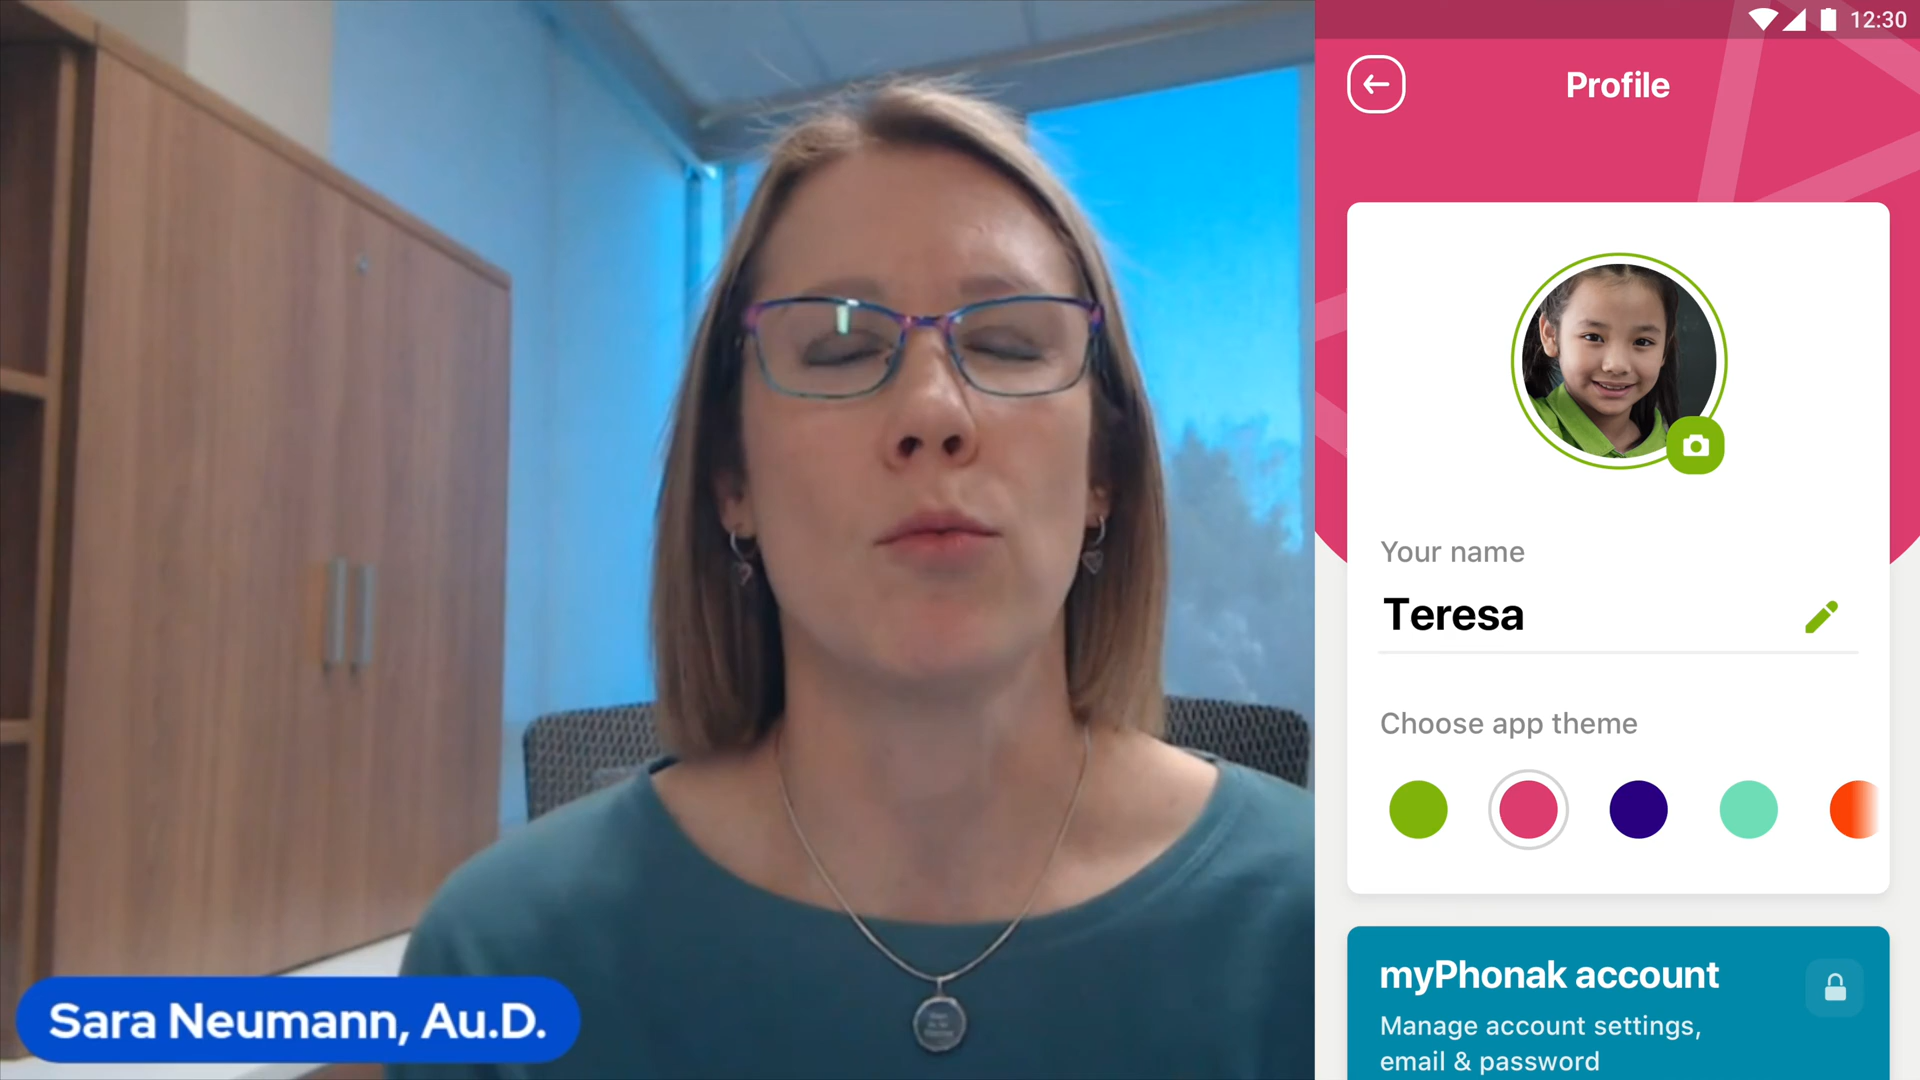 Sara Neumann, Au.D.
12:30
Profile
Your name
Teresa
Choose app theme
myPhonak account
Manage account settings,
email & password